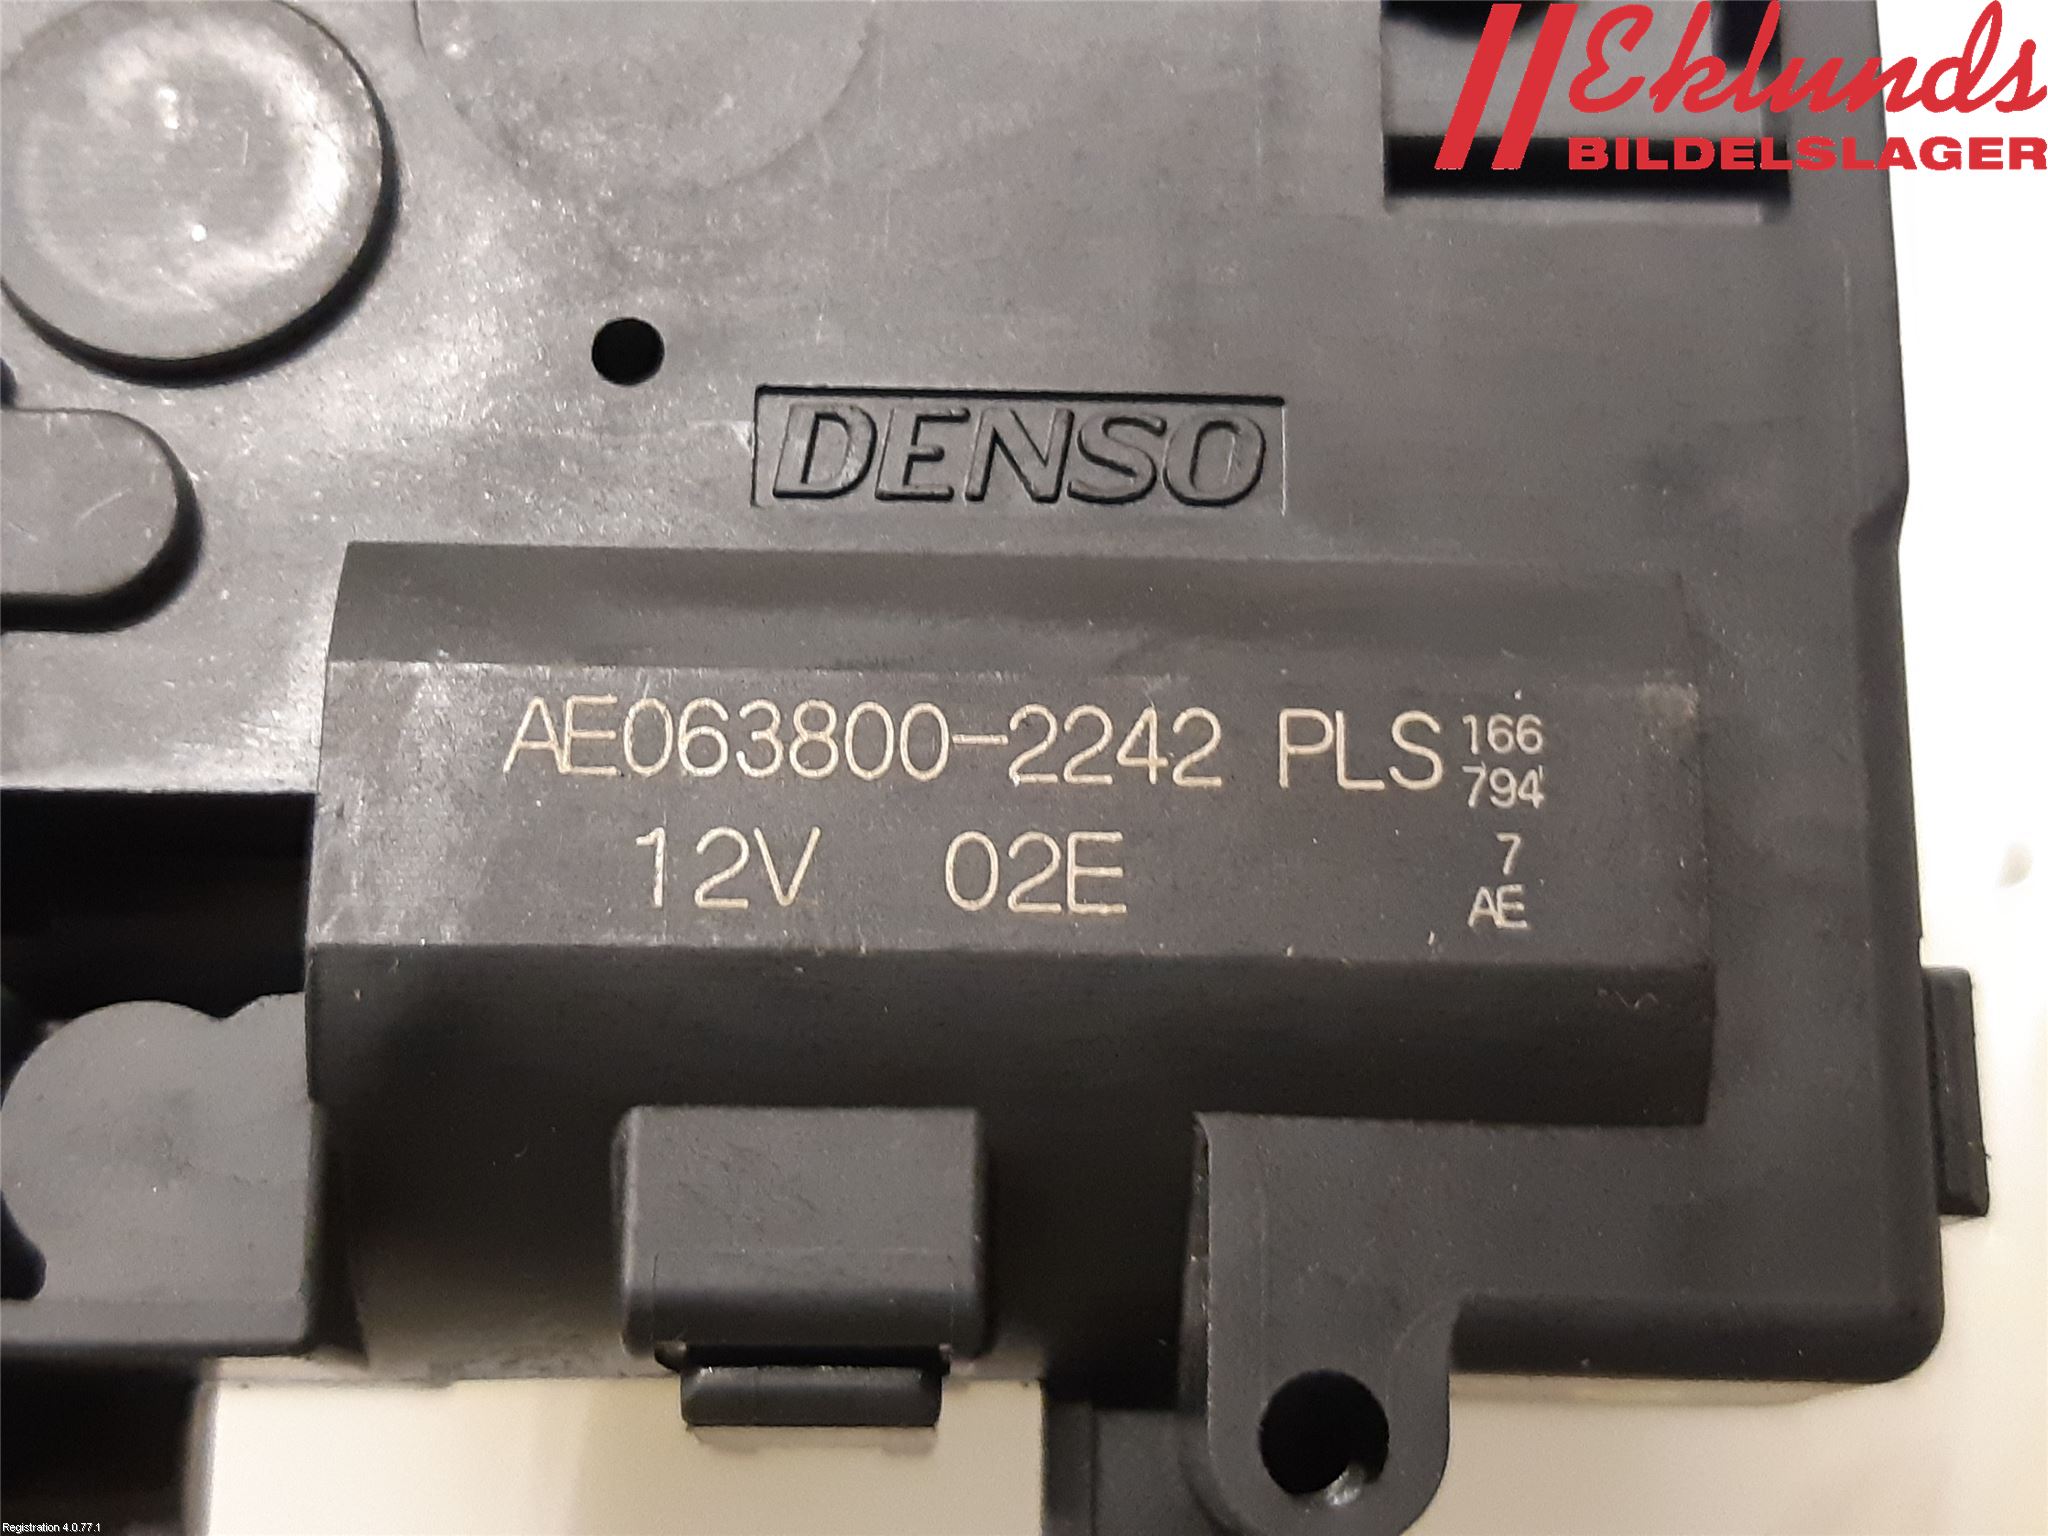 Eklunds
BILDELSLAGER
DENSO
AE063800-2242 PLS 166
794
12V 02E 7
AE
Registration 4.0.77.1